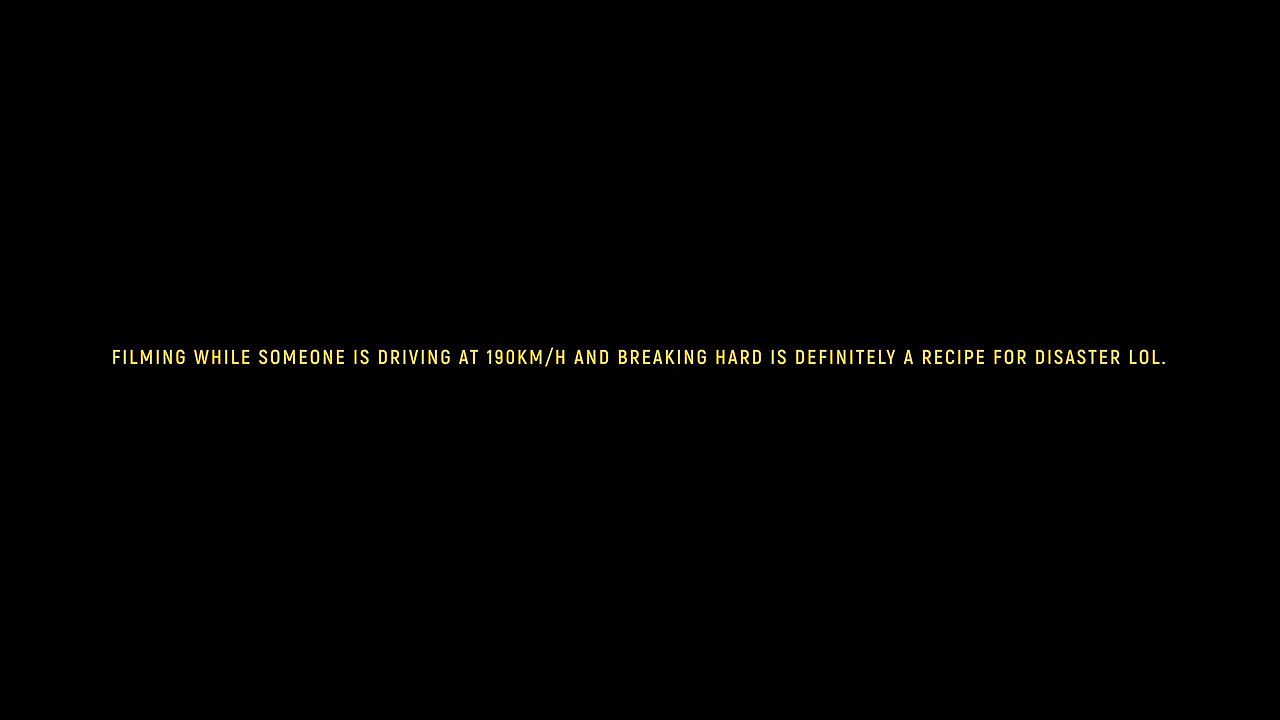 FILMING WHILE SOMEONE IS DRIVING AT 190KM/H AND BREAKING HARD IS DEFINITELY A RECIPE FOR DISASTER LOL.